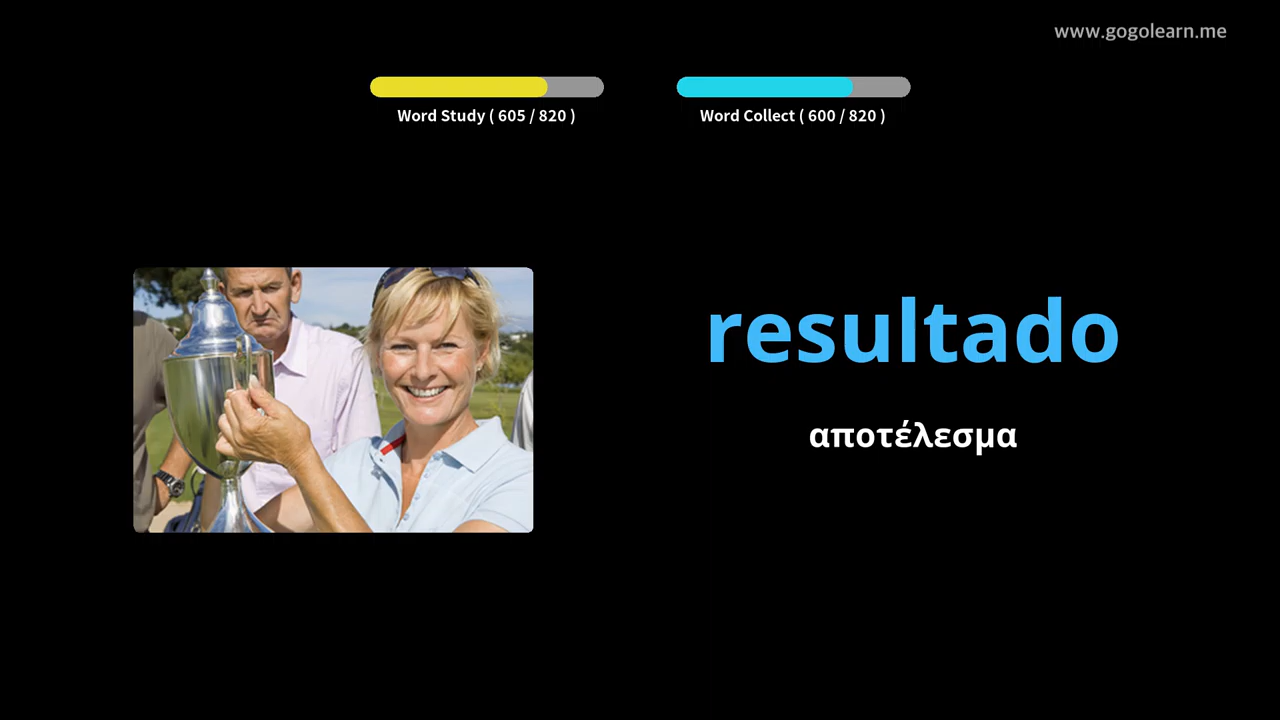 www.gogolearn.me
Word Study ( 605 / 820 )
Word Collect ( 600 / 820 )
resultado
αποτέλεσμα